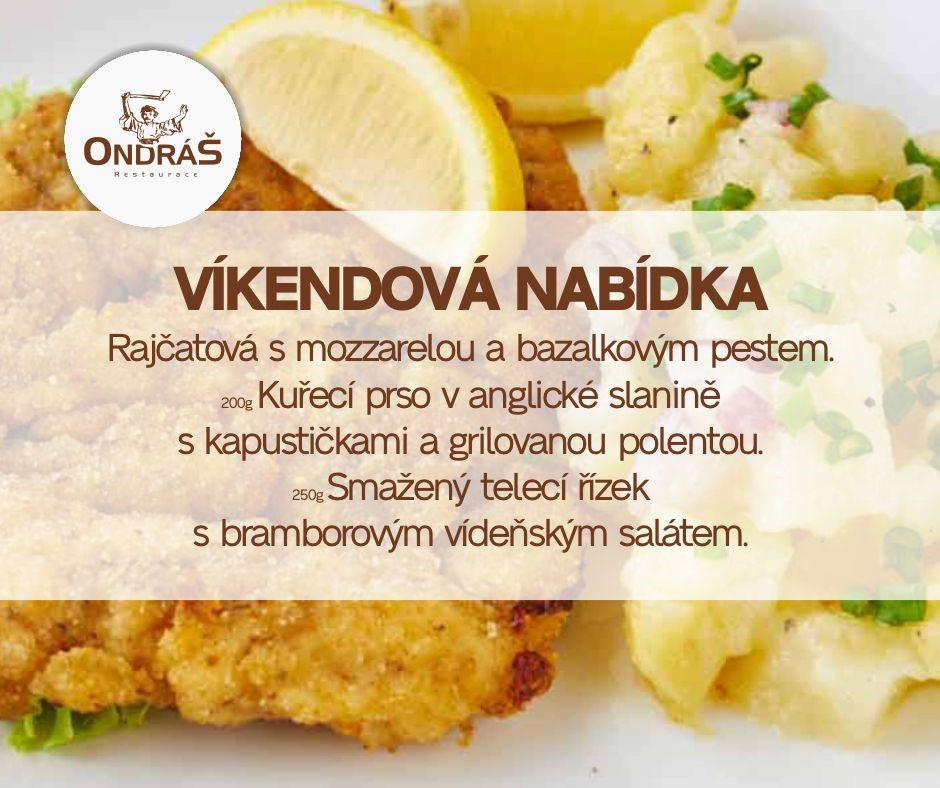 ONDRÁŠ
Restaurace
VÍKENDOVÁ NABÍDKA
Rajčatová s mozzarelou a bazalkovým pestem.
200g Kuřecí prso v anglické slanině
s kapustičkami a grilovanou polentou.
250g Smažený telecí řízek
s bramborovým vídeňským salátem.